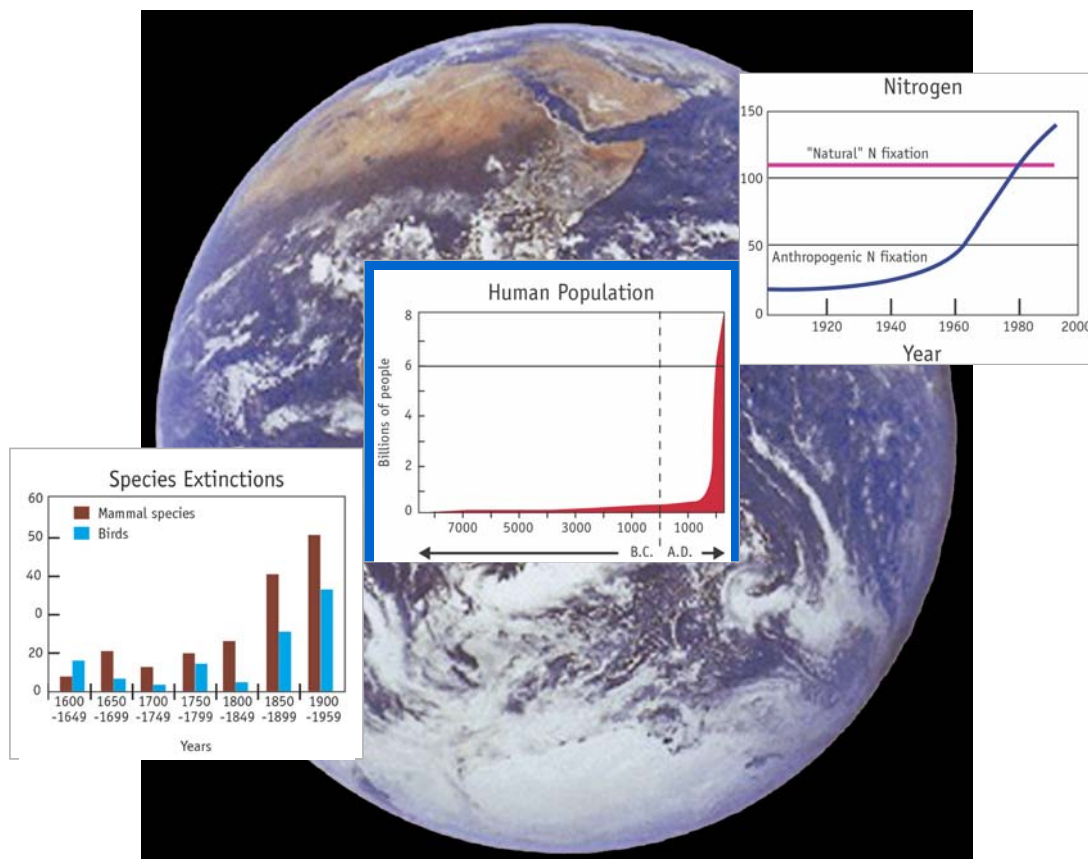 Nitrogen
150
100
50
0
"Natural" N fixation
Anthropogenic N fixation
1920 1940 1960 1980 2000
Year
Human Population
Billions of people
8
6
4
2
0
7000 5000 3000 1000 1000
B.C. A.D.
Species Extinctions
60
50
40
0
20
0
Mammal species
Birds
1600 1650 1700 1750 1800 1850 1900
-1649 -1699 -1749 -1799 -1849 -1899 -1959
Years